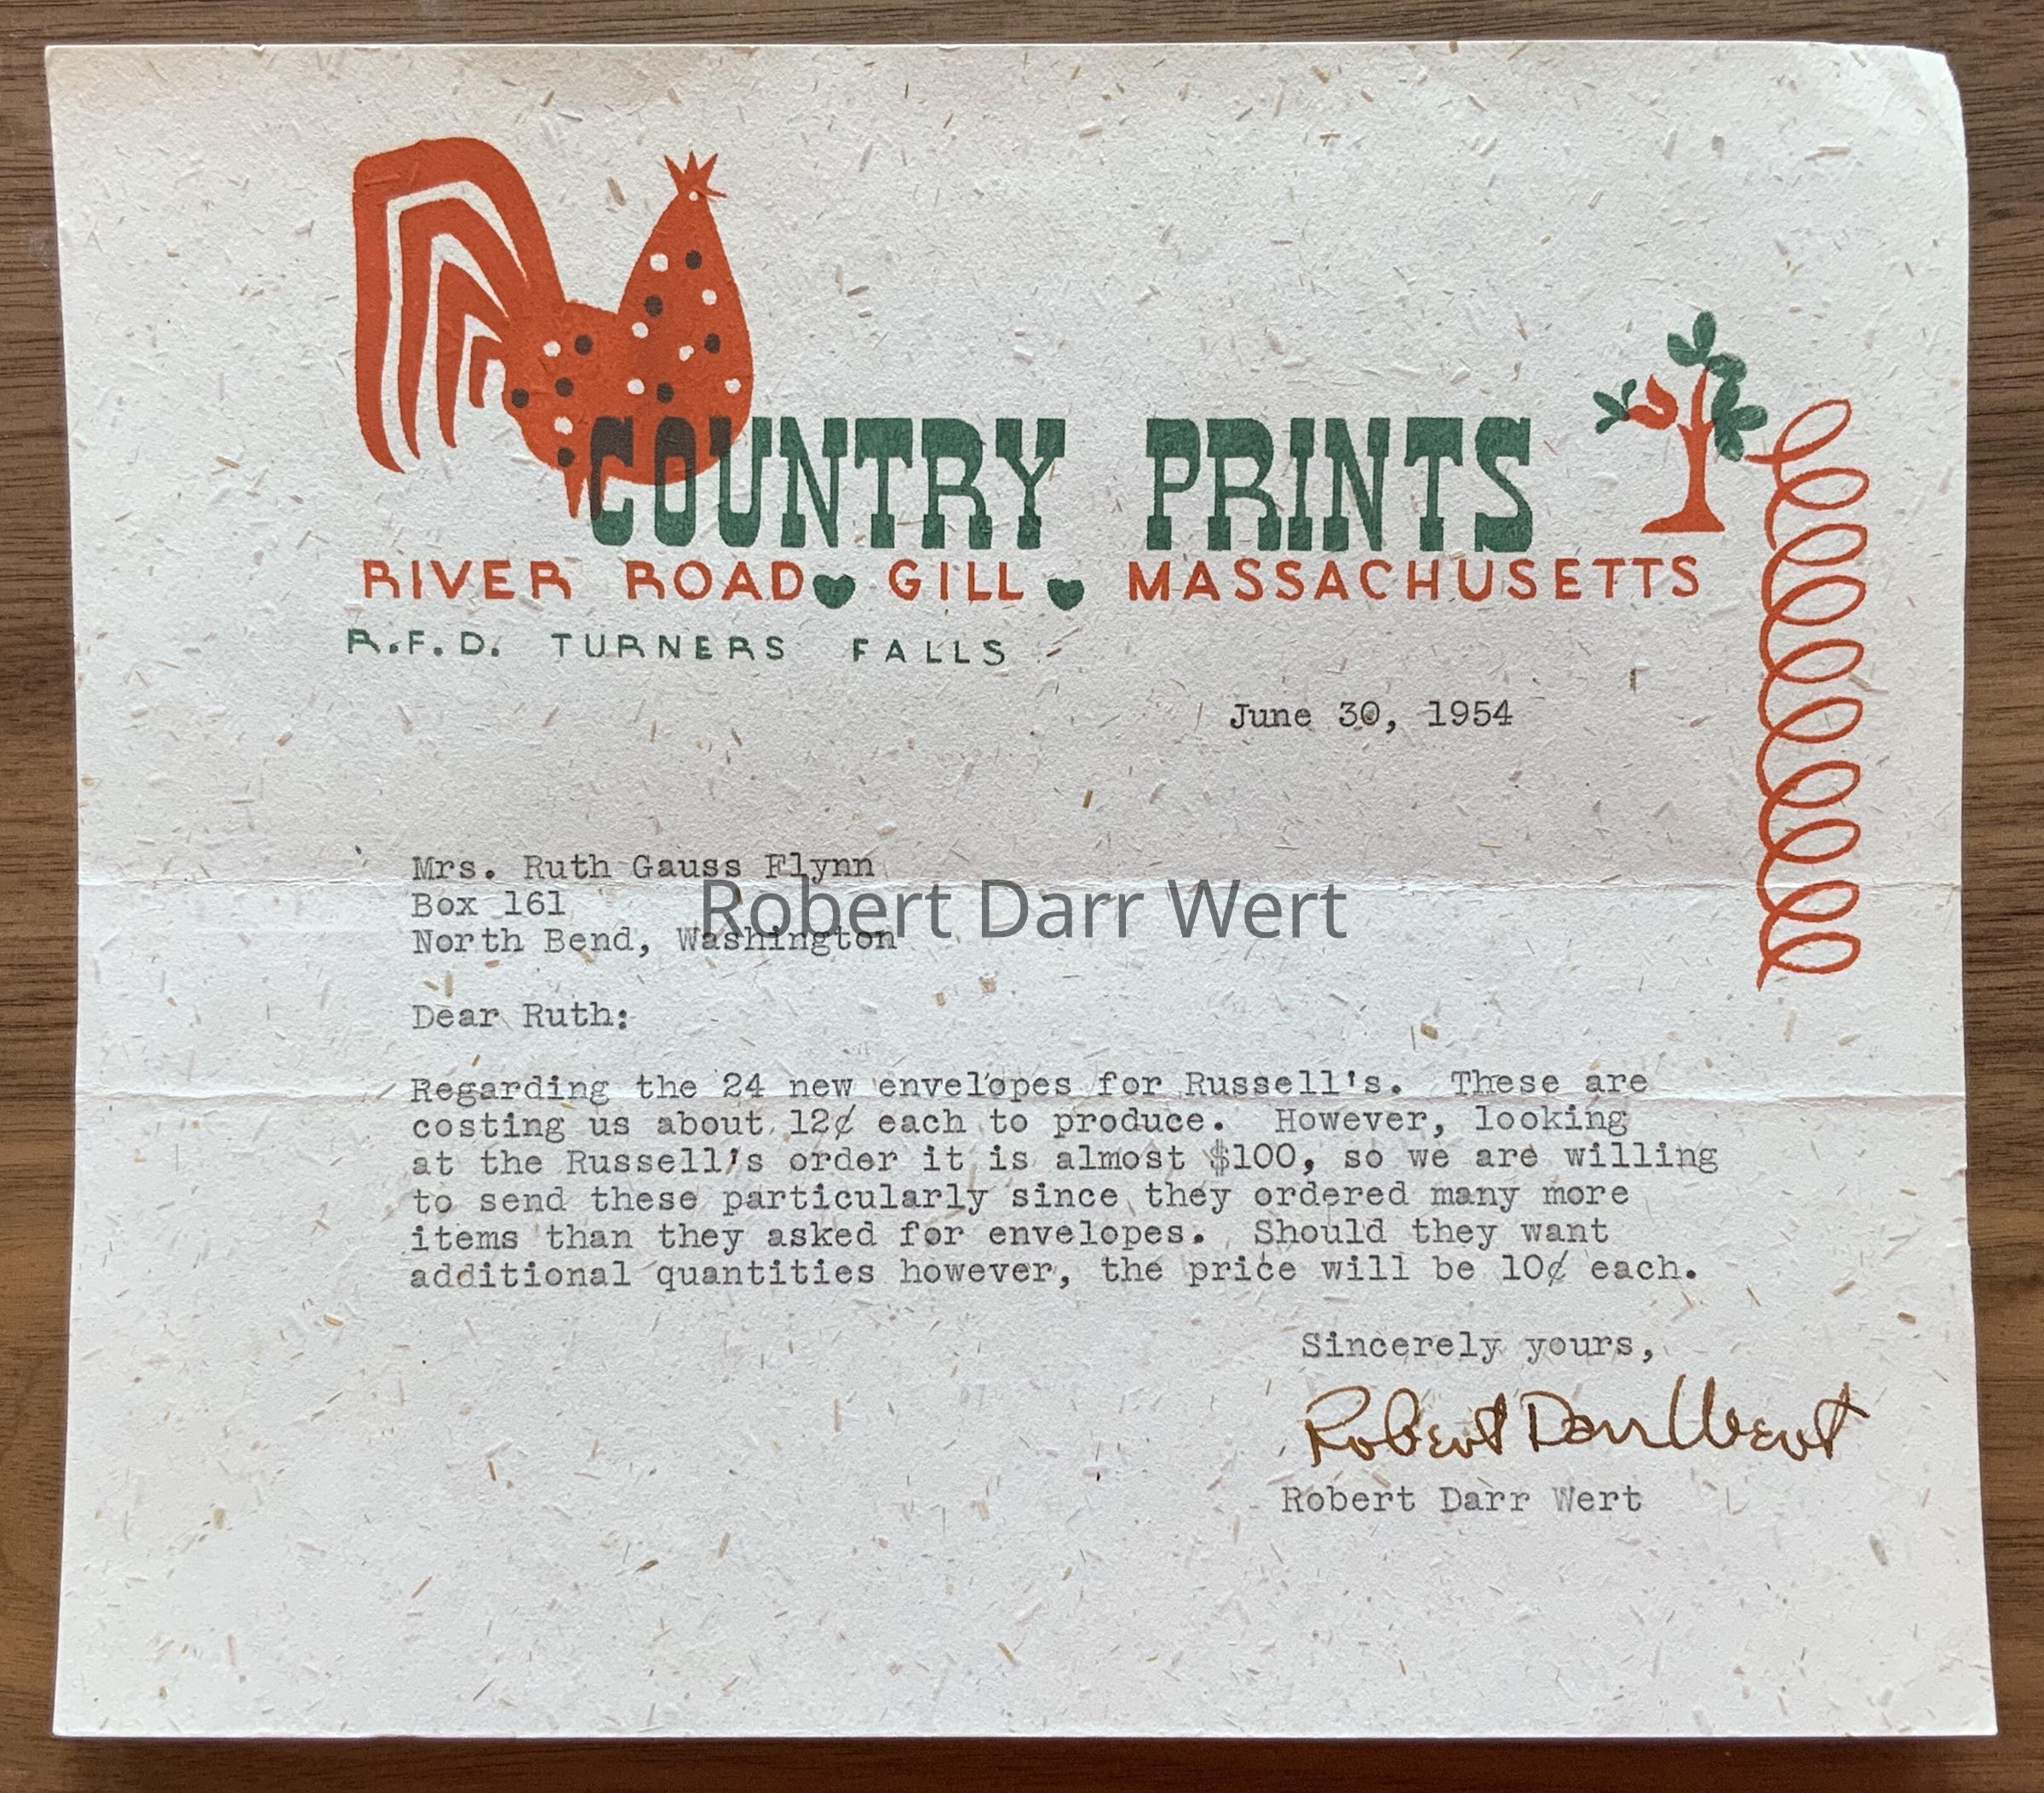 COUNTRY PRINTS
RIVER ROAD GILL MASSACHUSETTS
R.F.D. TURNERS FALLS
June 30, 1954
Mrs. Ruth Gauss Flynn
Box 161
North Bend, Washington
Robert Darr Wert
Dear Ruth:
Regarding the 24 new envelopes for Russell's. These are
costing us about 12¢ each to produce. However, looking
at the Russell's order it is almost $100, so we are willing
to send these particularly since they ordered many more
items than they asked for envelopes. Should they want
additional quantities however, the price will be 10¢ each.
Sincerely yours,
Robert Darr Wert
Robert Darr Wert